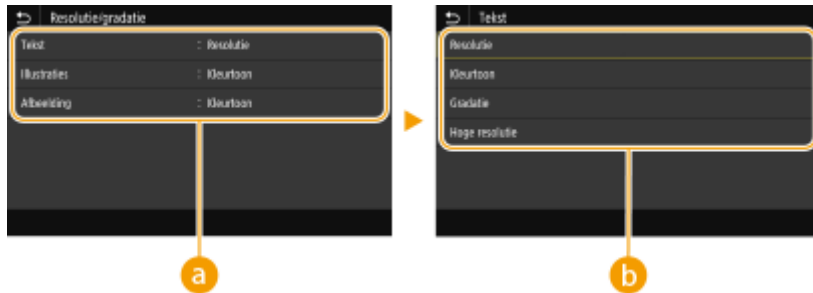 Resolutie/gradatie
Tekst : Resolutie
Illustraties : Kleurtoon
Afbeelding : Kleurtoon
a
Tekst
Resolutie
Kleurtoon
Gradatie
Hoge resolutie
b